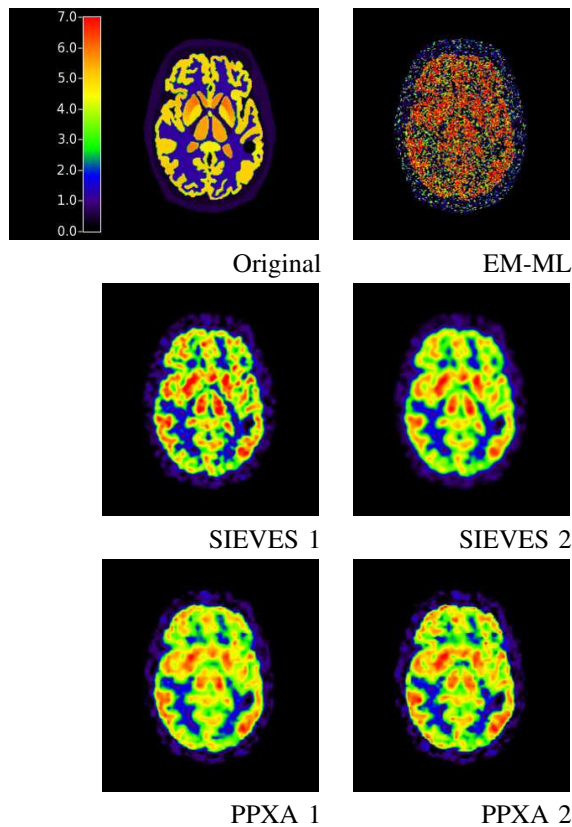 7.0
6.0
5.0
4.0
3.0
2.0
1.0
0.0
Original
EM-ML
SIEVES 1
SIEVES 2
PPXA 1
PPXA 2